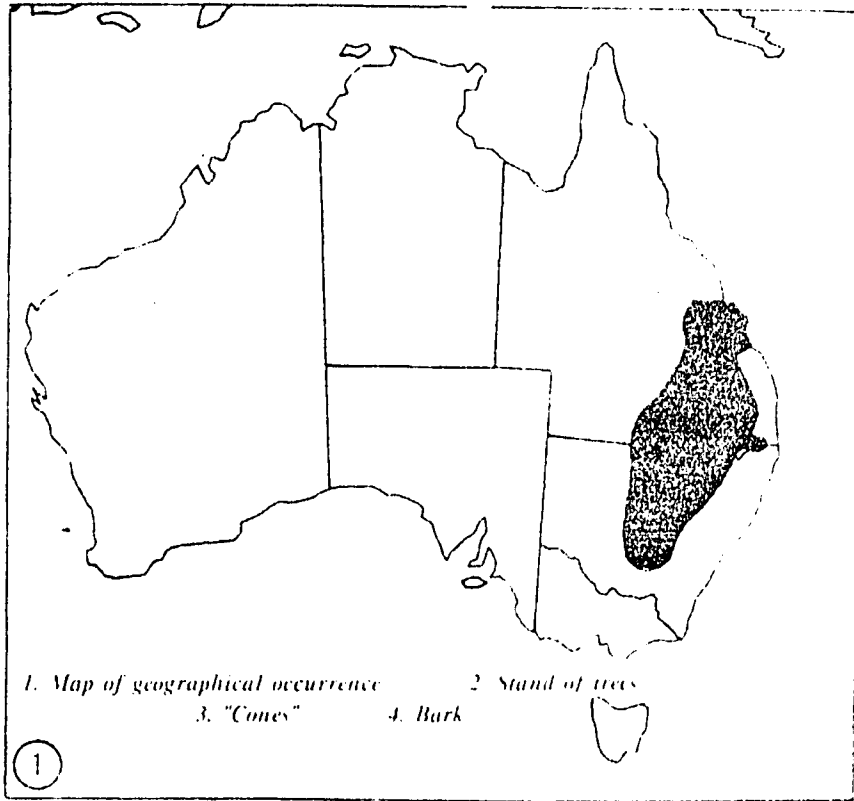 1. Map of geographical occurrence 2 Stand of trees
3. "Cones" 4. Bark
1